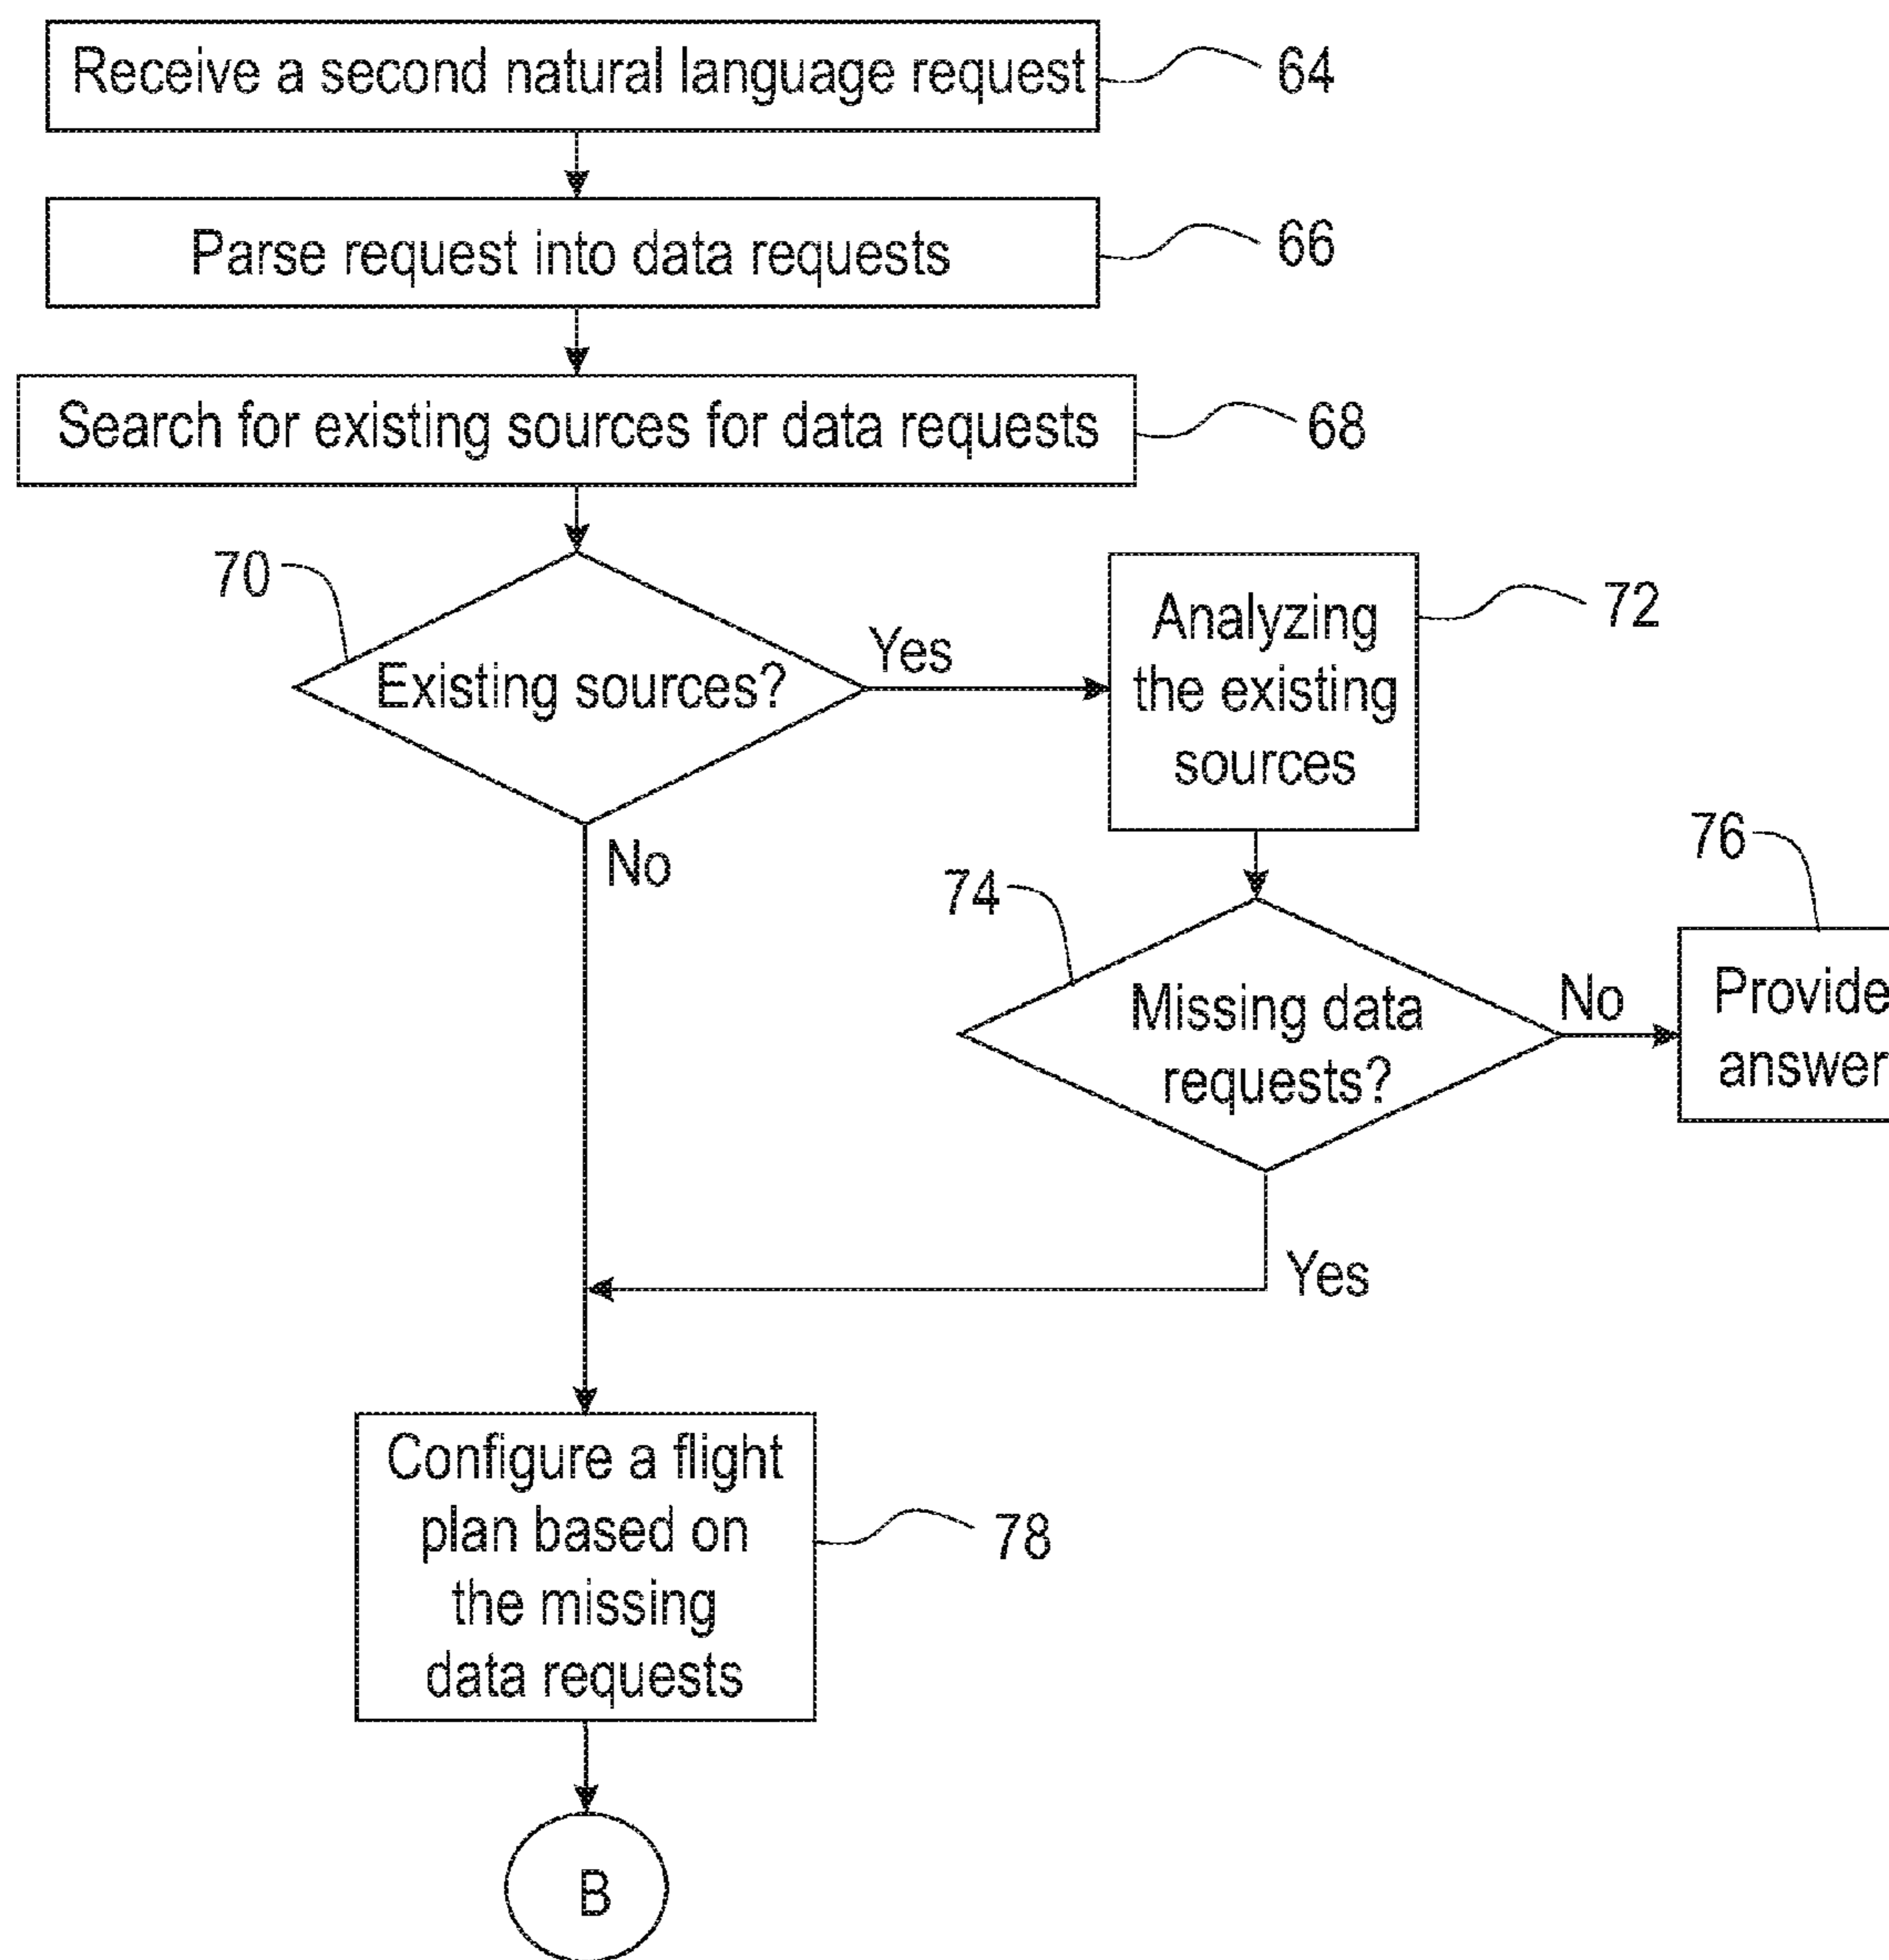 Receive a second natural language request
64
Parse request into data requests
66
Search for existing sources for data requests
68
70
Existing sources?
Yes
No
Analyzing
the existing
sources
72
74
Missing data
requests?
No
Yes
76
Provide
answer
Configure a flight
plan based on
the missing
data requests
78
B